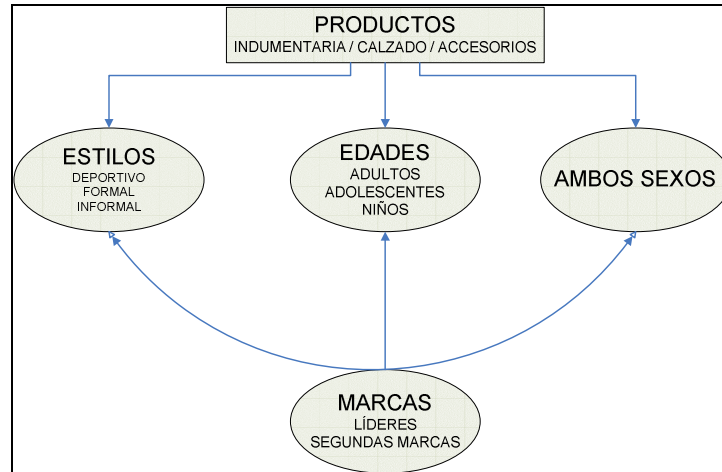 PRODUCTOS
INDUMENTARIA / CALZADO / ACCESORIOS
ESTILOS
DEPORTIVO
FORMAL
INFORMAL
EDADES
ADULTOS
ADOLESCENTES
NIÑOS
AMBOS SEXOS
MARCAS
LÍDERES
SEGUNDAS MARCAS